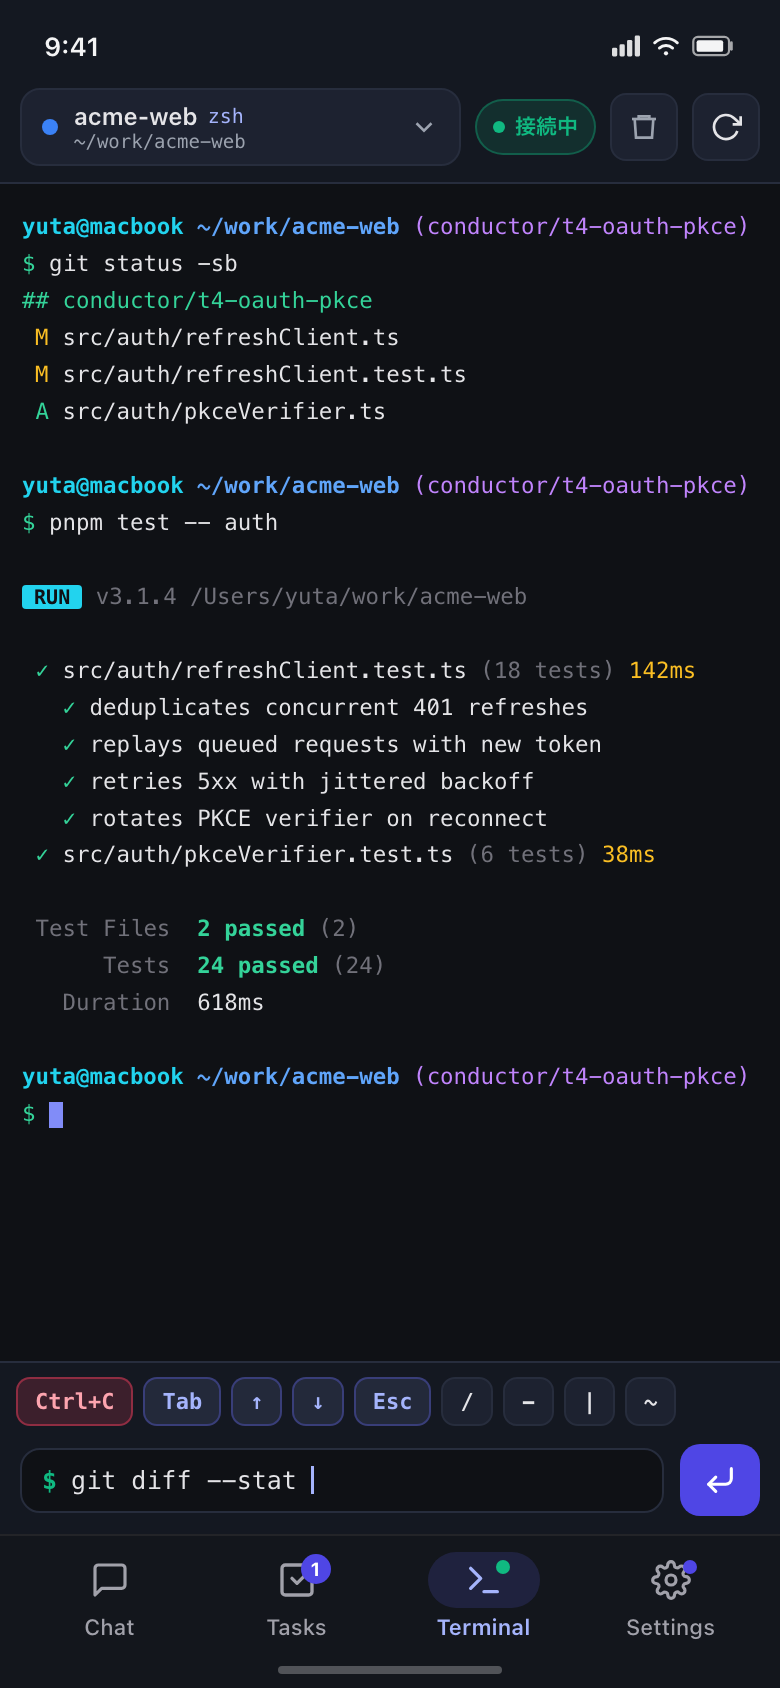 9:41
acme-web zsh
~/work/acme-web
接続中
yuta@macbook ~/work/acme-web (conductor/t4-oauth-pkce)
$ git status -sb
## conductor/t4-oauth-pkce
M src/auth/refreshClient.ts
M src/auth/refreshClient.test.ts
A src/auth/pkceVerifier.ts
yuta@macbook ~/work/acme-web (conductor/t4-oauth-pkce)
$ pnpm test -- auth
RUN v3.1.4 /Users/yuta/work/acme-web
✓ src/auth/refreshClient.test.ts (18 tests) 142ms
✓ deduplicates concurrent 401 refreshes
✓ replays queued requests with new token
✓ retries 5xx with jittered backoff
✓ rotates PKCE verifier on reconnect
✓ src/auth/pkceVerifier.test.ts (6 tests) 38ms
Test Files 2 passed (2)
Tests 24 passed (24)
Duration 618ms
yuta@macbook ~/work/acme-web (conductor/t4-oauth-pkce)
$
Ctrl+C Tab ↑ ↓ Esc / - | ~
$ git diff --stat
1
Chat Tasks Terminal Settings